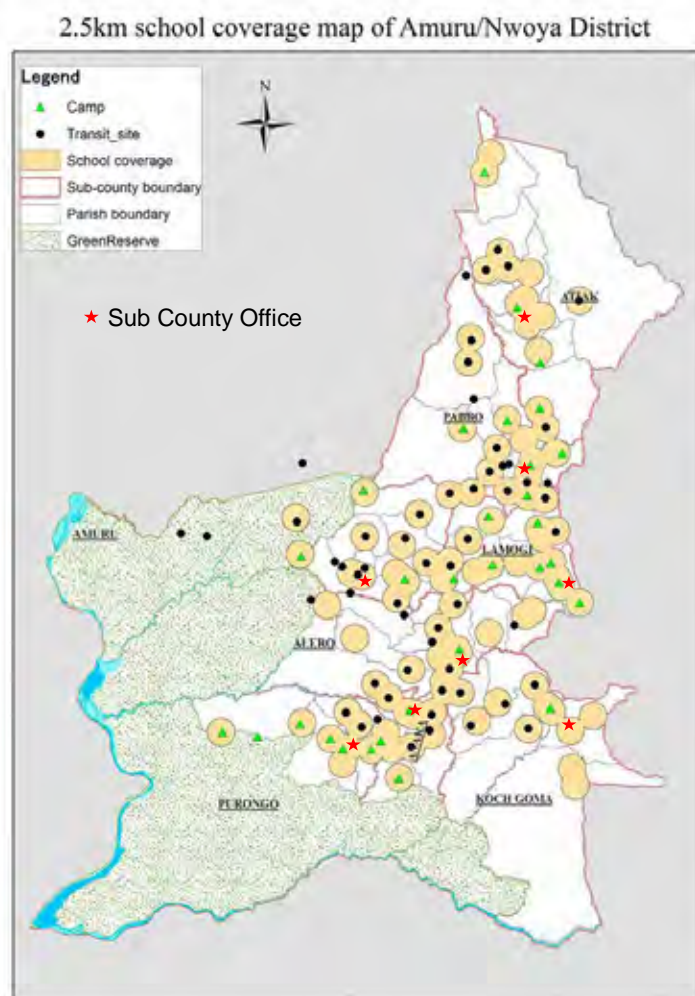 2.5km school coverage map of Amuru/Nwoya District
Legend
Camp
Transit_site
School coverage
Sub-county boundary
Parish boundary
GreenReserve
N
Sub County Office
ATIAK
PABBO
AMURU
LAMOGI
ALERO
PURONGO
KOCH GOMA